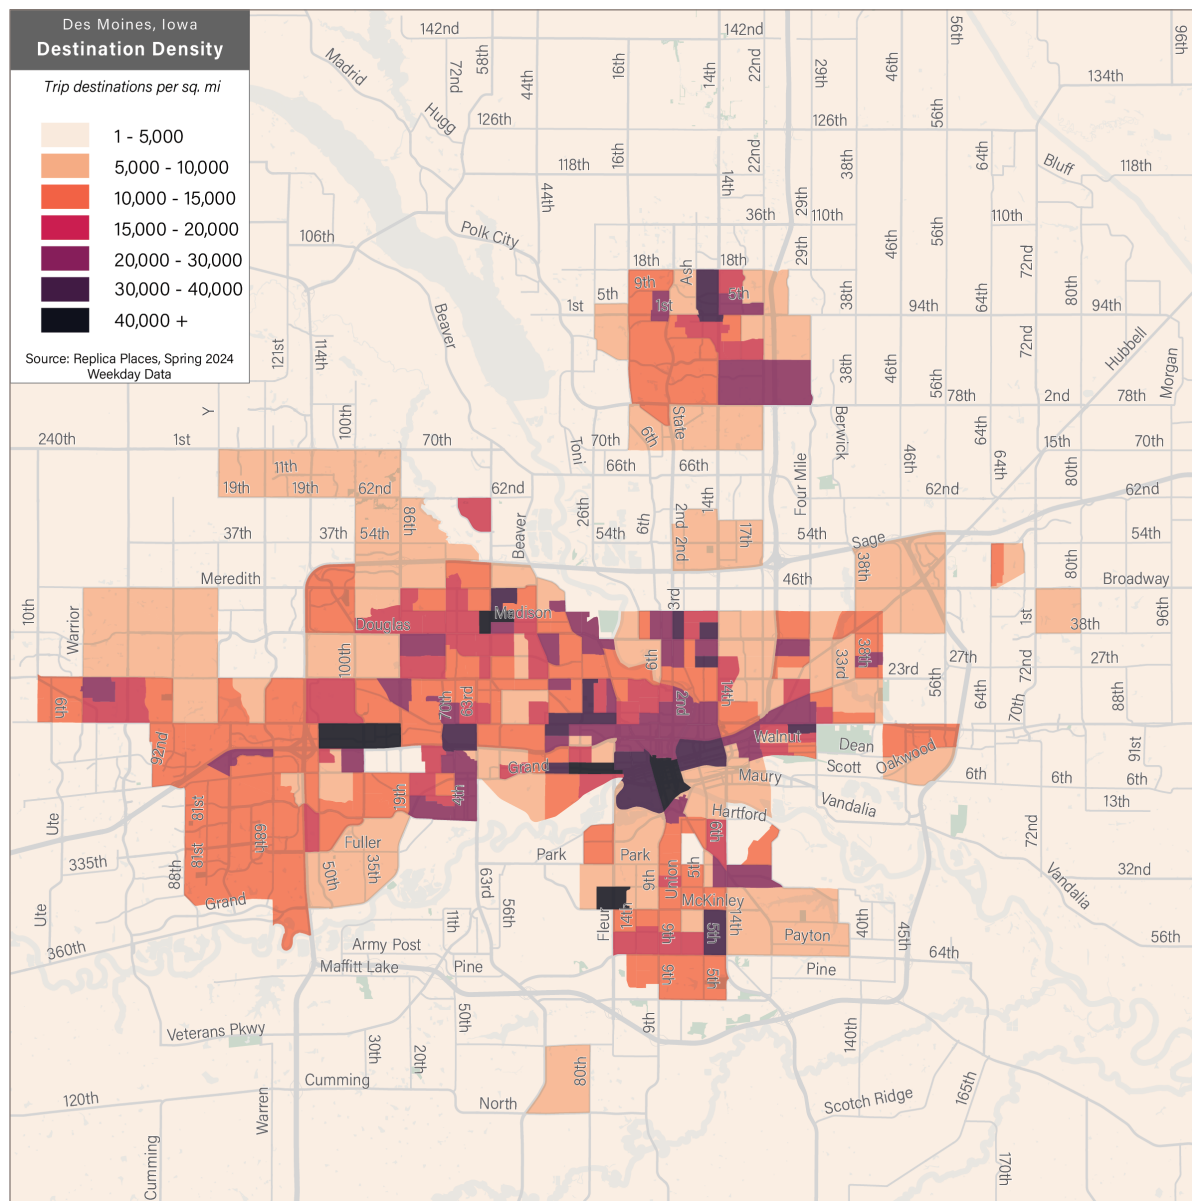 Des Moines, Iowa
Destination Density
Trip destinations per sq. mi
1 - 5,000
5,000 - 10,000
10,000 - 15,000
15,000 - 20,000
20,000 - 30,000
30,000 - 40,000
40,000 +
Source: Replica Places, Spring 2024
Weekday Data
142nd
142nd
56th
96th
Madrid
72nd
58th
44th
16th
14th
22nd
62th
46th
134th
Hugg
126th
126th
56th
118th
16th
22nd
38th
64th
Bluff
118th
44th
14th
29th
36th
110th
110th
106th
Polk City
29th
46th
56th
72nd
18th
18th
9th
Ash
5th
5th
1st
1st
38th
94th
64th
80th
94th
Beaver
121st
114th
38th
46th
56th
72nd
Hubbell
Morgan
78th
2nd
78th
Y
100th
State
6th
Berwick
64th
240th
1st
70th
Toni
70th
15th
70th
11th
66th
66th
Four Mile
46th
64th
80th
19th
19th
62nd
62nd
62nd
62nd
86th
26th
6th
2nd
14th
37th
37th
54th
Beaver
54th
2nd
17th
54th
Sage
54th
38th
Meredith
46th
80th
Broadway
10th
Warrior
Douglas
Madison
3rd
1st
38th
96th
100th
6th
33rd
38th
23rd
27th
27th
72nd
56th
64th
70th
88th
6th
70th
63rd
2nd
14th
92nd
Walnut
Dean
Oakwood
91st
Grand
Maury
Scott
6th
6th
6th
Ute
81st
68th
19th
4th
Hartford
Vandalia
13th
81st
Fuller
6th
72nd
335th
88th
50th
35th
Park
Park
5th
32nd
63rd
9th
Union
Vandalia
Ute
Grand
56th
McKinley
11th
Fleur
14th
14th
40th
45th
360th
Army Post
9th
5th
Payton
64th
56th
Maffitt Lake
Pine
9th
5th
Pine
Veterans Pkwy
50th
9th
140th
30th
20th
80th
Cumming
165th
120th
Warren
North
Scotch Ridge
Cumming
170th